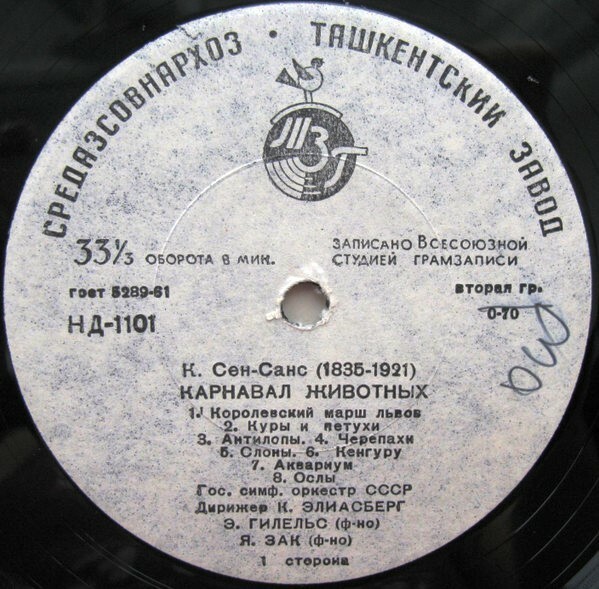 СРЕДАЗСОВНАРХОЗ • ТАШКЕНТСКИЙ ЗАВОД
ТЗГ
33⅓ ОБОРОТА В МИН.
ЗАПИСАНО ВСЕСОЮЗНОЙ
СТУДИЕЙ ГРАМЗАПИСИ
гост 5289-61
вторая гр.
НД-1101
0-70
К. Сен-Санс (1835-1921)
КАРНАВАЛ ЖИВОТНЫХ
1. Королевский марш львов
2. Куры и петухи
3. Антилопы. 4. Черепахи
5. Слоны. 6. Кенгуру
7. Аквариум
8. Ослы
Гос. симф. оркестр СССР
Дирижер К. ЭЛИАСБЕРГ
Э. ГИЛЕЛЬС (ф-но)
Я. ЗАК (ф-но)
1 сторона